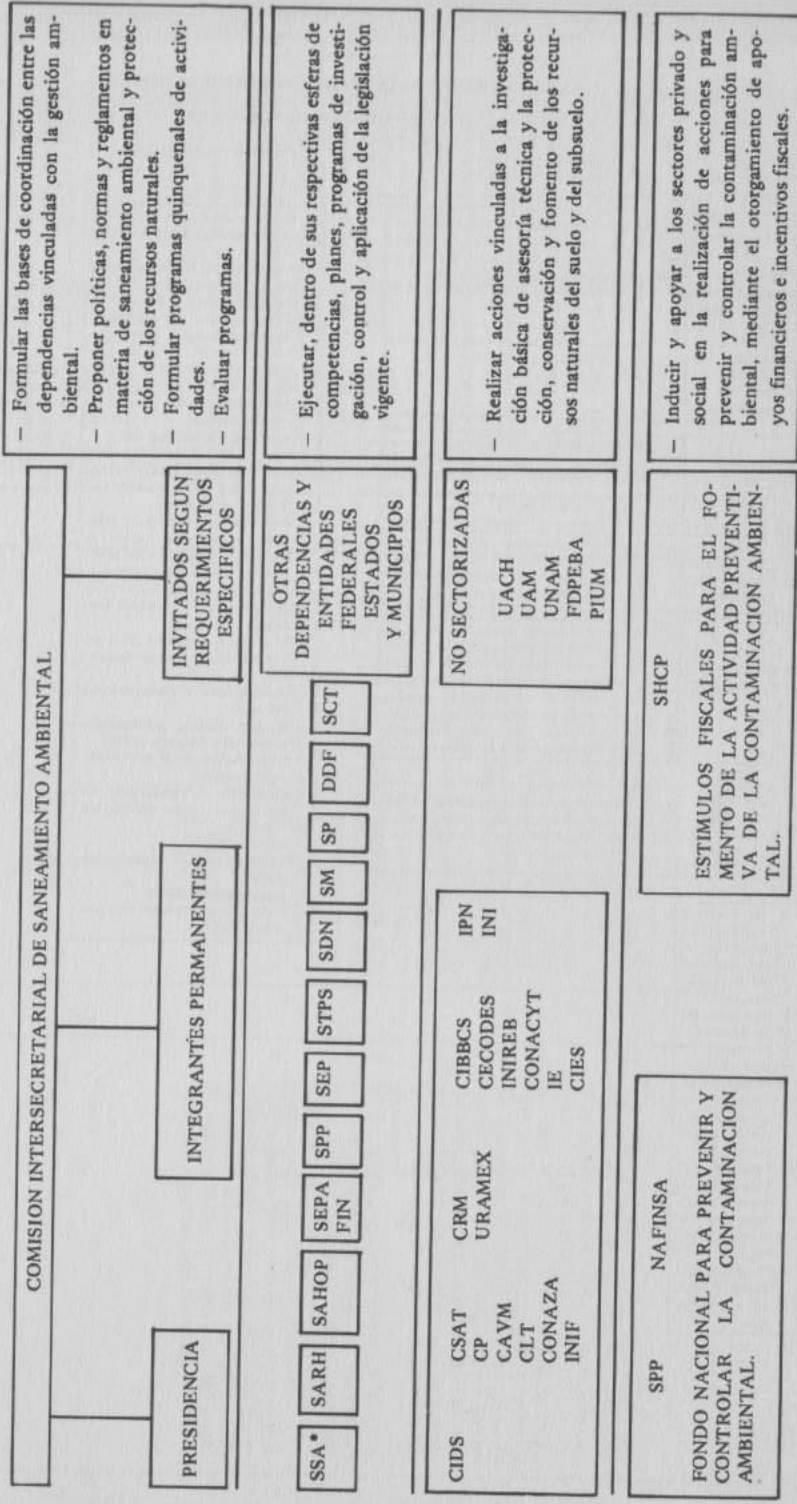 COMISION INTERSECRETARIAL DE SANEAMIENTO AMBIENTAL
PRESIDENCIA
INTEGRANTES PERMANENTES
INVITADOS SEGUN
REQUERIMIENTOS
ESPECIFICOS
— Formular las bases de coordinación entre las
dependencias vinculadas con la gestión am-
biental.
— Proponer políticas, normas y reglamentos en
materia de saneamiento ambiental y protec-
ción de los recursos naturales.
— Formular programas quinquenales de activi-
dades.
— Evaluar programas.
SSA*
SARH
SAHOP
SEPA
FIN
SPP
SEP
STPS
SDN
SM
SP
DDF
SCT
OTRAS
DEPENDENCIAS Y
ENTIDADES
FEDERALES
ESTADOS
Y MUNICIPIOS
— Ejecutar, dentro de sus respectivas esferas de
competencias, planes, programas de investi-
gación, control y aplicación de la legislación
vigente.
CIDS
CSAT
CP
CAVM
CLT
CONAZA
INIF
CRM
URAMEX
CIBBCS
CECODES
INIREB
CONACYT
IE
CIES
IPN
INI
NO SECTORIZADAS
UACH
UAM
UNAM
FDPEBA
PIUM
— Realizar acciones vinculadas a la investiga-
ción básica de asesoría técnica y la protec-
ción, conservación y fomento de los recur-
sos naturales del suelo y del subsuelo.
SPP NAFINSA
FONDO NACIONAL PARA PREVENIR Y
CONTROLAR LA CONTAMINACION
AMBIENTAL.
SHCP
ESTIMULOS FISCALES PARA EL FO-
MENTO DE LA ACTIVIDAD PREVENTI-
VA DE LA CONTAMINACION AMBIEN-
TAL.
— Inducir y apoyar a los sectores privado y
social en la realización de acciones para
prevenir y controlar la contaminación am-
biental, mediante el otorgamiento de apo-
yos financieros e incentivos fiscales.